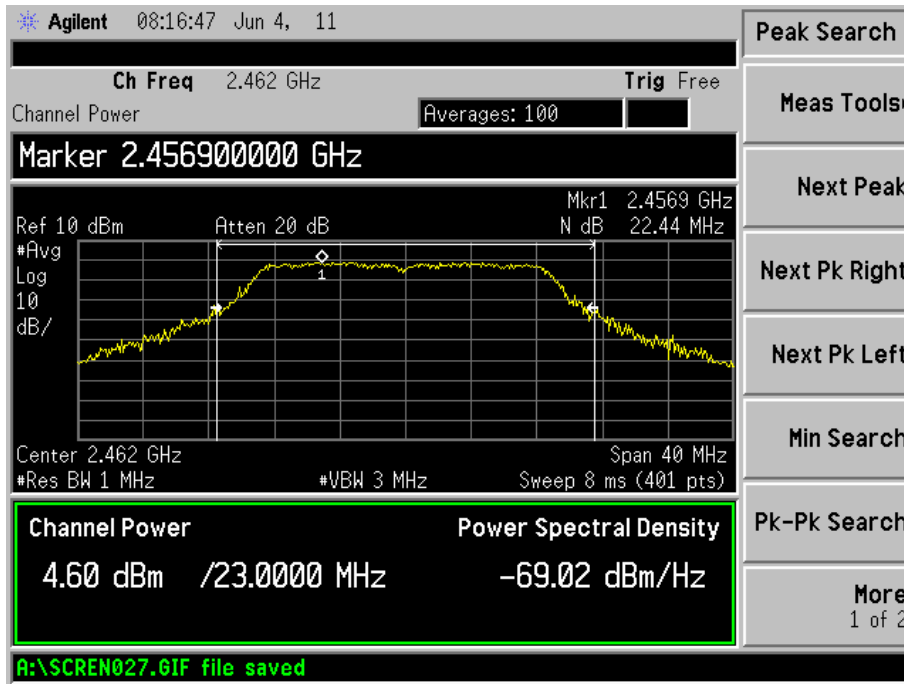 Agilent 08:16:47 Jun 4, 11
Peak Search
Ch Freq 2.462 GHz Trig Free
Channel Power Averages: 100
Meas Tools
Marker 2.456900000 GHz
Next Peak
Mkr1 2.4569 GHz
Ref 10 dBm Atten 20 dB N dB 22.44 MHz
#Avg
Log
10
dB/
1
Next Pk Right
Next Pk Left
Min Search
Center 2.462 GHz Span 40 MHz
#Res BW 1 MHz #VBW 3 MHz Sweep 8 ms (401 pts)
Channel Power Power Spectral Density
Pk-Pk Search
4.60 dBm /23.0000 MHz -69.02 dBm/Hz
More
1 of 2
A:\SCREN027.GIF file saved